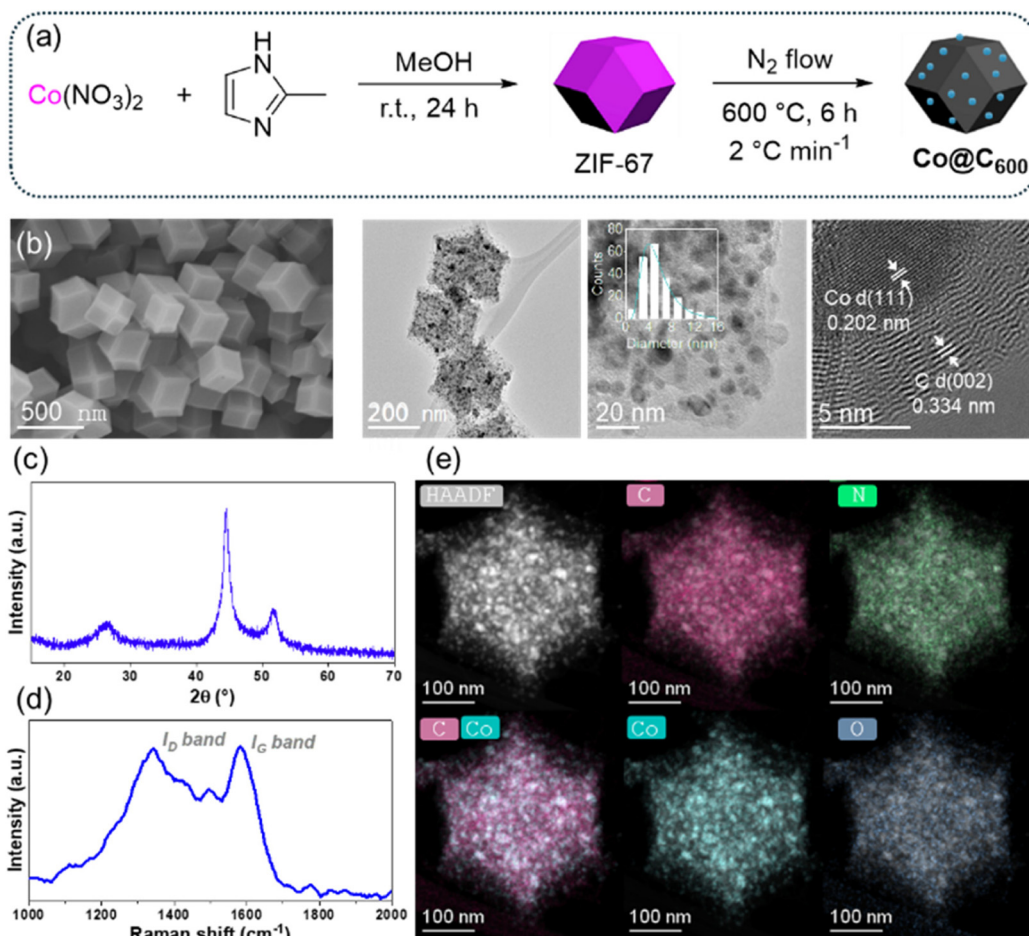 (a)
Co(NO3)2 + H N N
MeOH
r.t., 24 h
ZIF-67
N2 flow
600 °C, 6 h
2 °C min-1
Co@C600
(b)
500 nm
200 nm
Counts
80
60
40
20
0
0 4 8 12 16
Diameter (nm)
20 nm
Co d(111)
0.202 nm
C d(002)
0.334 nm
5 nm
(c)
Intensity (a.u.)
20 30 40 50 60 70
2θ (°)
(d)
Intensity (a.u.)
ID band
IG band
1000 1200 1400 1600 1800 2000
Raman shift (cm-1)
(e)
HAADF
C
N
100 nm
100 nm
100 nm
C Co
Co
O
100 nm
100 nm
100 nm